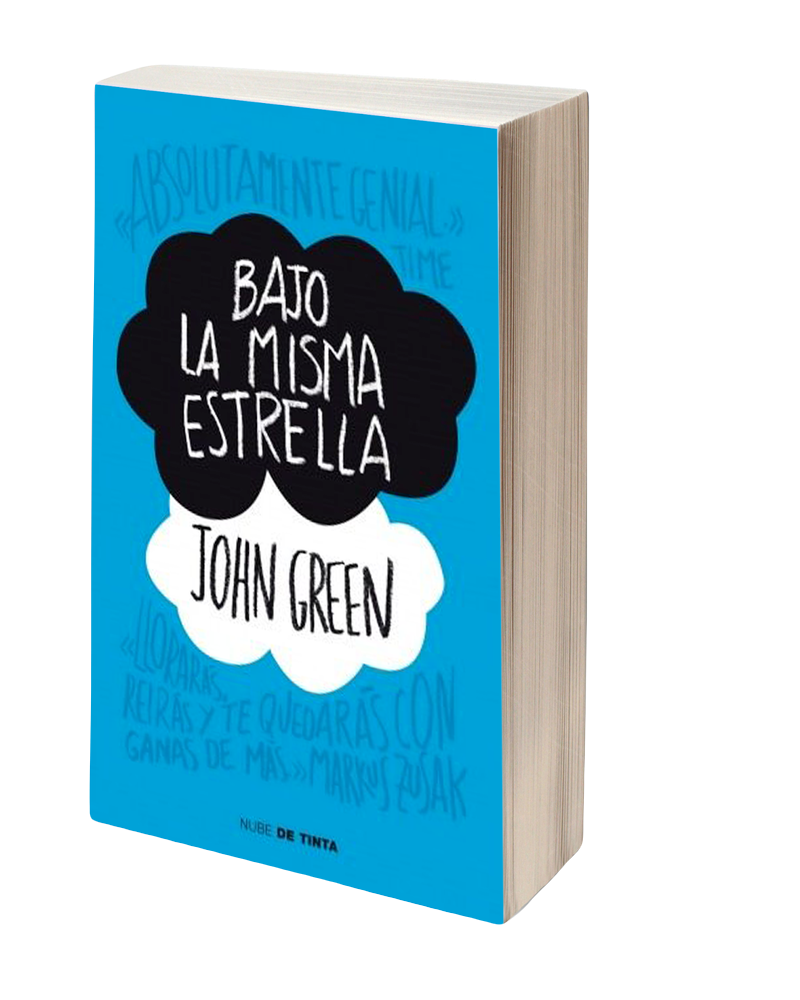 «ABSOLUTAMENTE GENIAL.»
TIME
BAJO
LA MISMA
ESTRELLA
JOHN GREEN
«LLORARÁS,
REIRÁS Y TE QUEDARÁS CON
GANAS DE MÁS.» MARKUS ZUSAK
NUBE DE TINTA